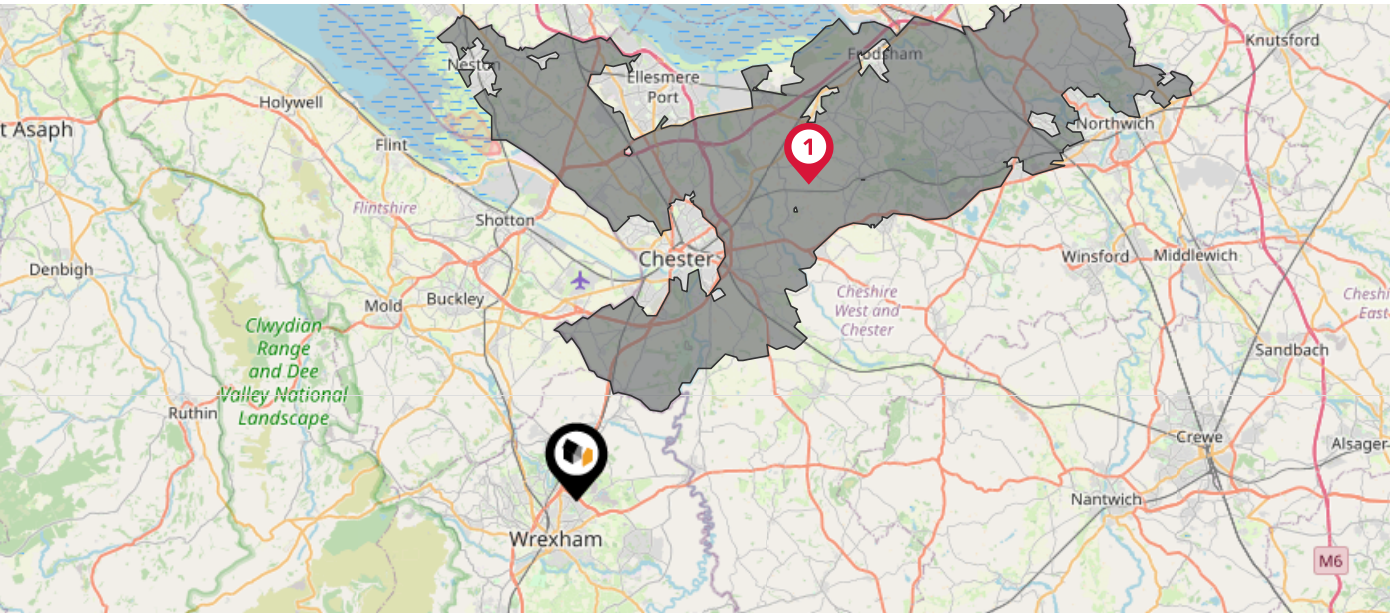 Knutsford
Neston
Frodsham
Ellesmere
Port
Holywell
t Asaph
Northwich
Flint
1
Flintshire
Shotton
Chester
Winsford
Middlewich
Denbigh
Mold
Buckley
Cheshire
West and
Chester
Cheshi
East
Clwydian
Range
and Dee
Valley National
Landscape
Sandbach
Ruthin
Crewe
Alsager
Nantwich
Wrexham
M6